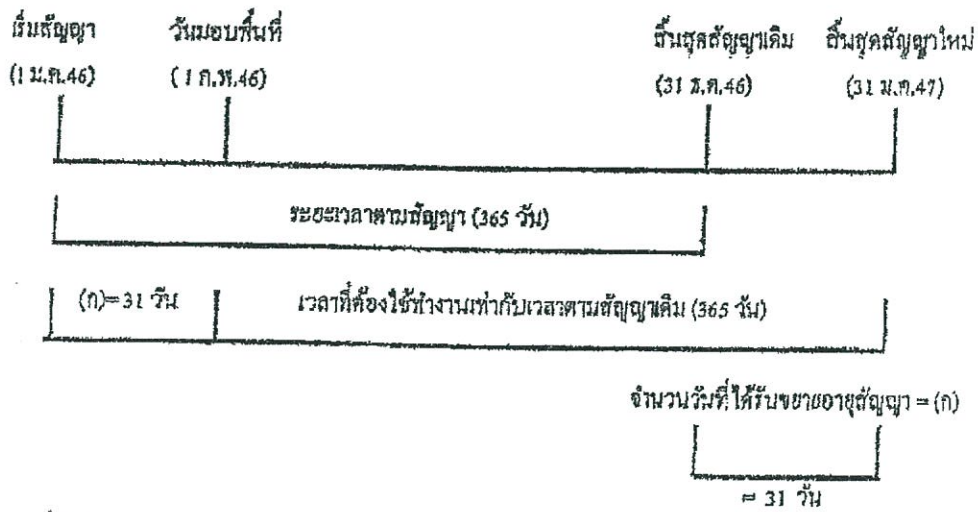 เริ่มสัญญา วันมอบพื้นที่ สิ้นสุดสัญญาเดิม สิ้นสุดสัญญาใหม่
(1 ม.ค.46) (1 ก.พ.46) (31 ธ.ค.46) (31 ม.ค.47)
ระยะเวลาตามสัญญา (365 วัน)
(ก)=31 วัน เวลาที่ต้องใช้ทำงานเท่ากับเวลาตามสัญญาเดิม (365 วัน)
จำนวนวันที่ได้รับขยายอายุสัญญา = (ก)
= 31 วัน